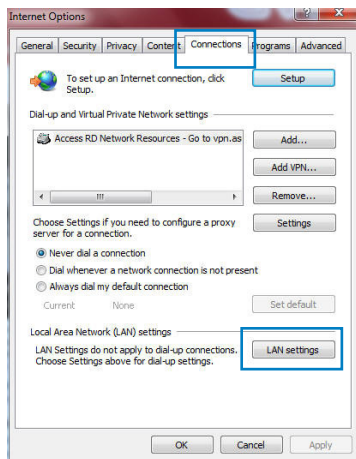 Internet Options
General Security Privacy Content Connections Programs Advanced
To set up an Internet connection, click
Setup.
Setup
Dial-up and Virtual Private Network settings
Access RD Network Resources - Go to vpn.as
Add...
Add VPN...
Remove...
Choose Settings if you need to configure a proxy
server for a connection.
Settings
Never dial a connection
Dial whenever a network connection is not present
Always dial my default connection
Current None
Set default
Local Area Network (LAN) settings
LAN Settings do not apply to dial-up connections.
Choose Settings above for dial-up settings.
LAN settings
OK Cancel Apply